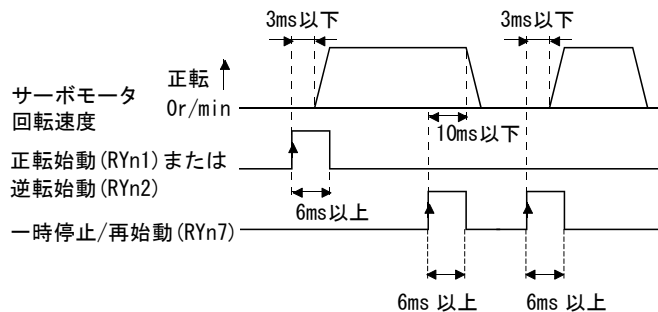 3ms以下
3ms以下
サーボモータ
回転速度
正転
0r/min
10ms以下
正転始動(RYn1)または
逆転始動(RYn2)
6ms以上
一時停止/再始動(RYn7)
6ms 以上
6ms 以上